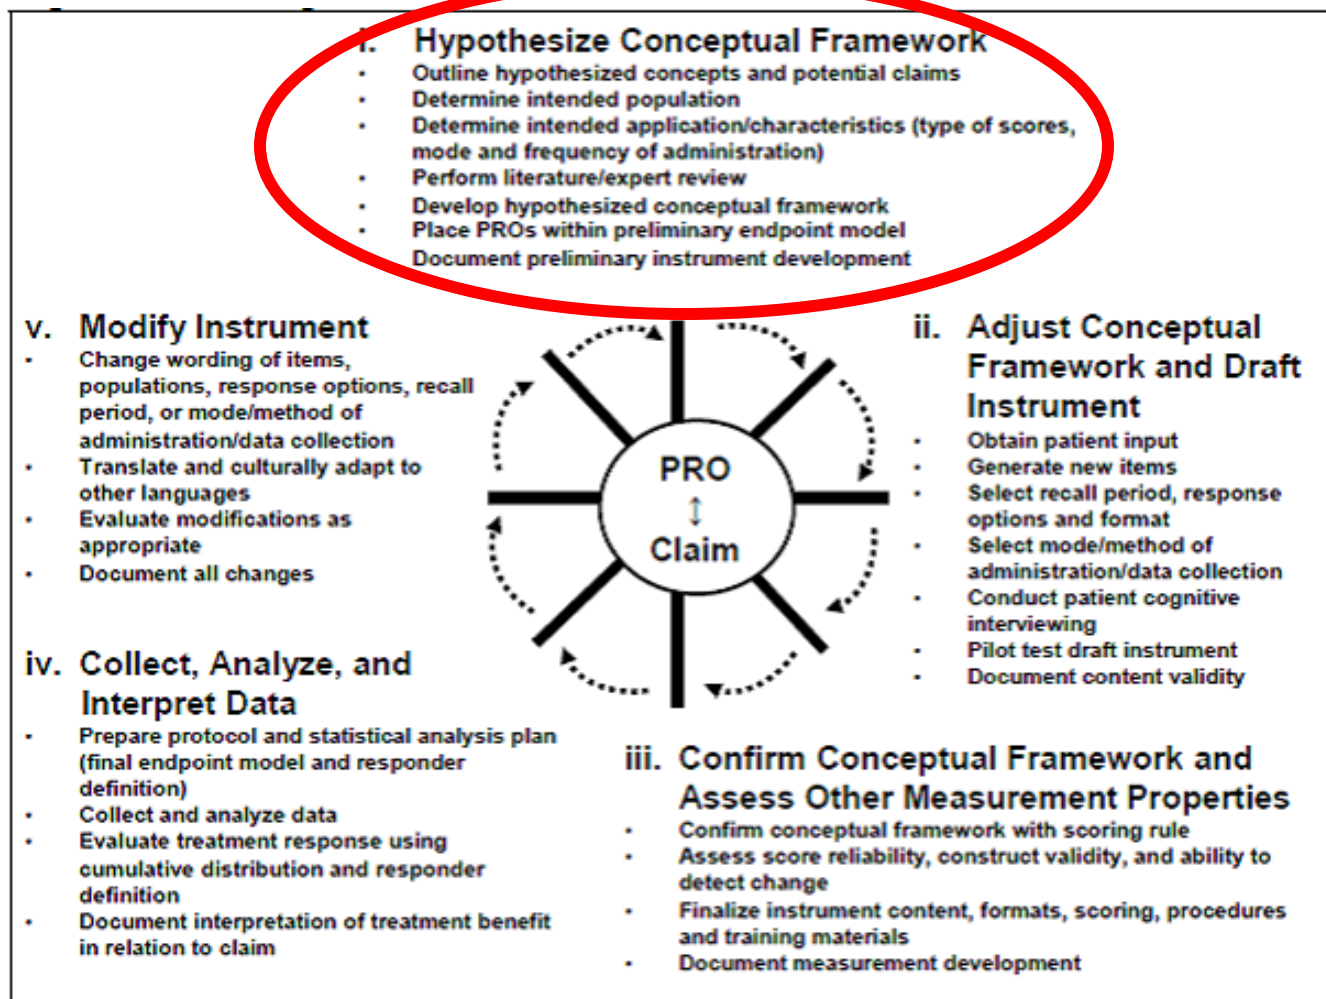 i. Hypothesize Conceptual Framework
• Outline hypothesized concepts and potential claims
• Determine intended population
• Determine intended application/characteristics (type of scores,
mode and frequency of administration)
• Perform literature/expert review
• Develop hypothesized conceptual framework
• Place PROs within preliminary endpoint model
Document preliminary instrument development
ii. Adjust Conceptual
Framework and Draft
Instrument
• Obtain patient input
• Generate new items
• Select recall period, response
options and format
• Select mode/method of
administration/data collection
• Conduct patient cognitive
interviewing
• Pilot test draft instrument
• Document content validity
iii. Confirm Conceptual Framework and
Assess Other Measurement Properties
• Confirm conceptual framework with scoring rule
• Assess score reliability, construct validity, and ability to
detect change
• Finalize instrument content, formats, scoring, procedures
and training materials
• Document measurement development
iv. Collect, Analyze, and
Interpret Data
• Prepare protocol and statistical analysis plan
(final endpoint model and responder
definition)
• Collect and analyze data
• Evaluate treatment response using
cumulative distribution and responder
definition
• Document interpretation of treatment benefit
in relation to claim
v. Modify Instrument
• Change wording of items,
populations, response options, recall
period, or mode/method of
administration/data collection
• Translate and culturally adapt to
other languages
• Evaluate modifications as
appropriate
• Document all changes
PRO
↕
Claim